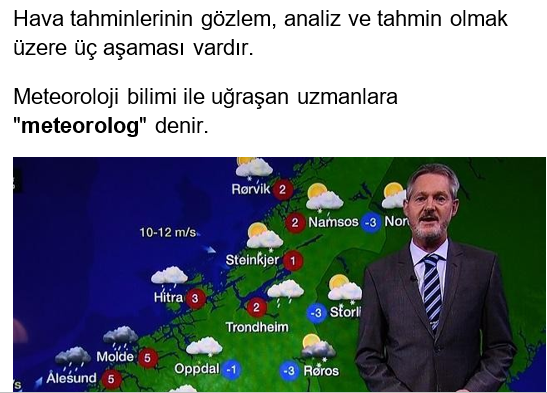 Hava tahminlerinin gözlem, analiz ve tahmin olmak
üzere üç aşaması vardır.
Meteoroloji bilimi ile uğraşan uzmanlara
"meteorolog" denir.
Rørvik 2
2 Namsos -3 Nor
10-12 m/s
Steinkjer 1
Hitra 3
2 -3 Storli
Trondheim
Molde 5
Oppdal -1 -3 Røros
Ålesund 5